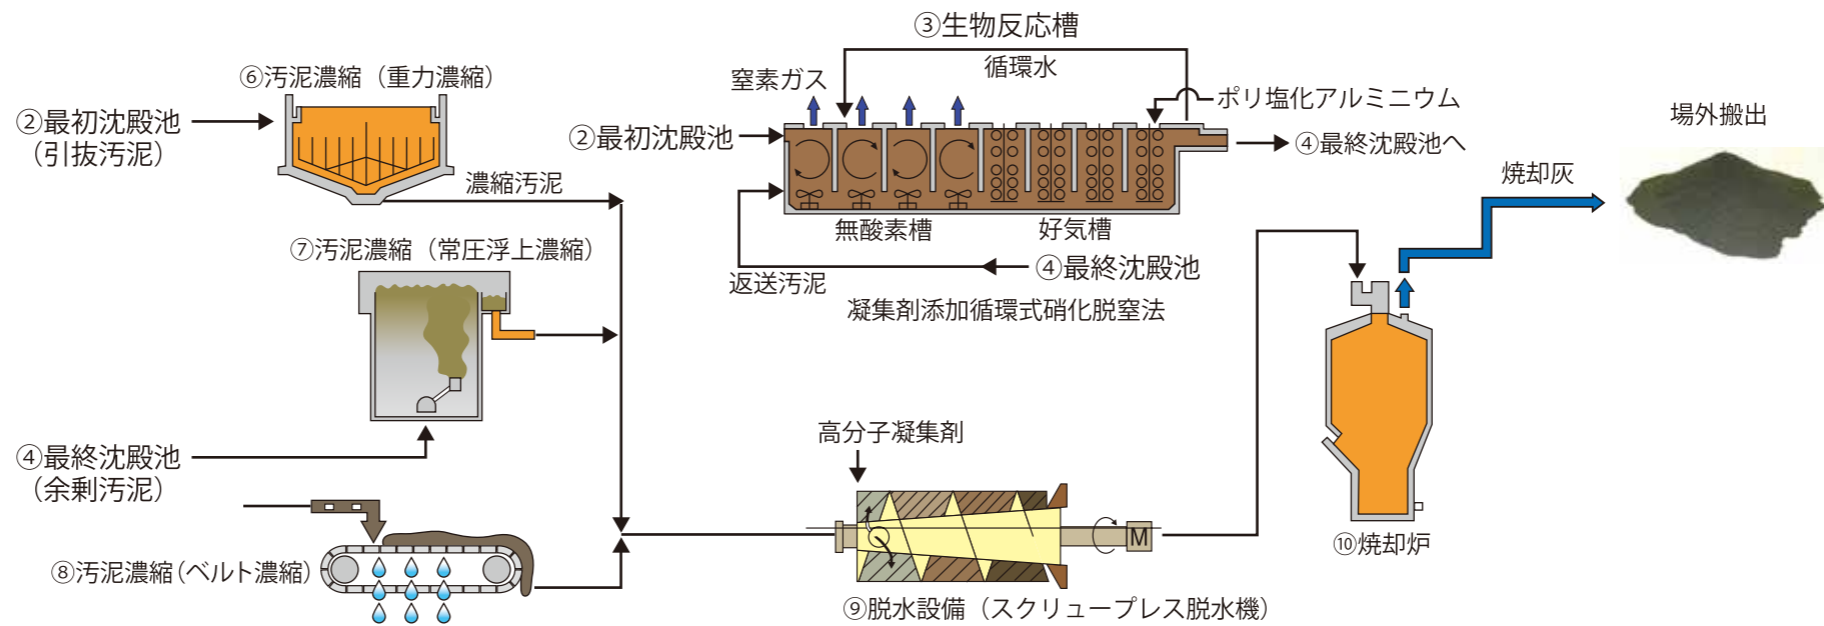 ③生物反応槽
循環水
窒素ガス
ポリ塩化アルミニウム
②最初沈殿池
④最終沈殿池へ
無酸素槽
好気槽
④最終沈殿池
返送汚泥
凝集剤添加循環式硝化脱窒法
⑥汚泥濃縮（重力濃縮）
②最初沈殿池
（引抜汚泥）
濃縮汚泥
⑦汚泥濃縮（常圧浮上濃縮）
④最終沈殿池
（余剰汚泥）
⑧汚泥濃縮（ベルト濃縮）
高分子凝集剤
M
⑨脱水設備（スクリュープレス脱水機）
⑩焼却炉
焼却灰
場外搬出